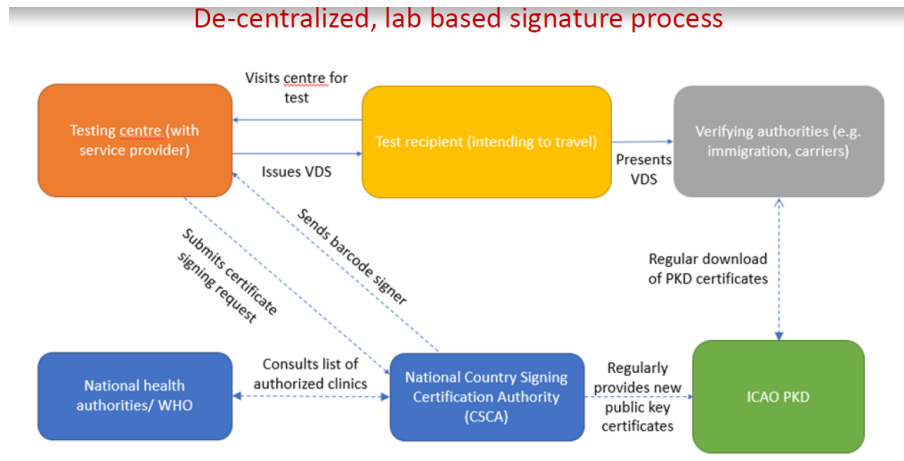 De-centralized, lab based signature process
Visits centre for
test
Testing centre (with
service provider)
Test recipient (intending to travel)
Verifying authorities (e.g.
immigration, carriers)
Issues VDS
Presents
VDS
Sends barcode signer
Submits certificate
signing request
Regular download
of PKD certificates
National health
authorities/ WHO
Consults list of
authorized clinics
National Country Signing
Certification Authority
(CSCA)
Regularly
provides new
public key
certificates
ICAO PKD